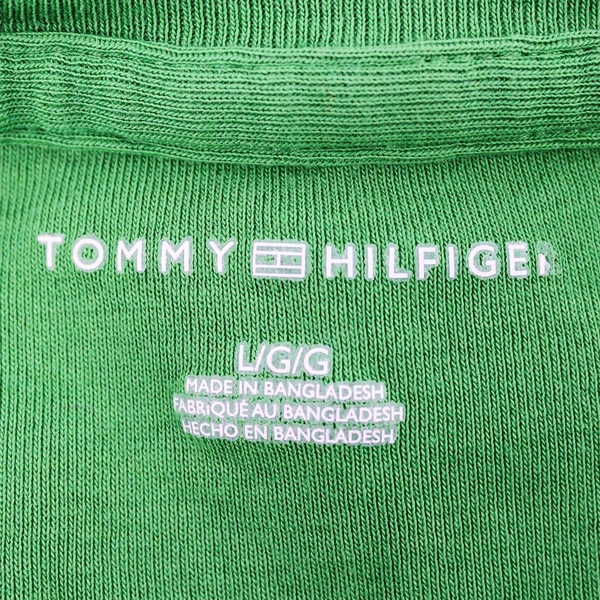 TOMMY HILFIGER
L/G/G
MADE IN BANGLADESH
FABRIQUÉ AU BANGLADESH
HECHO EN BANGLADESH